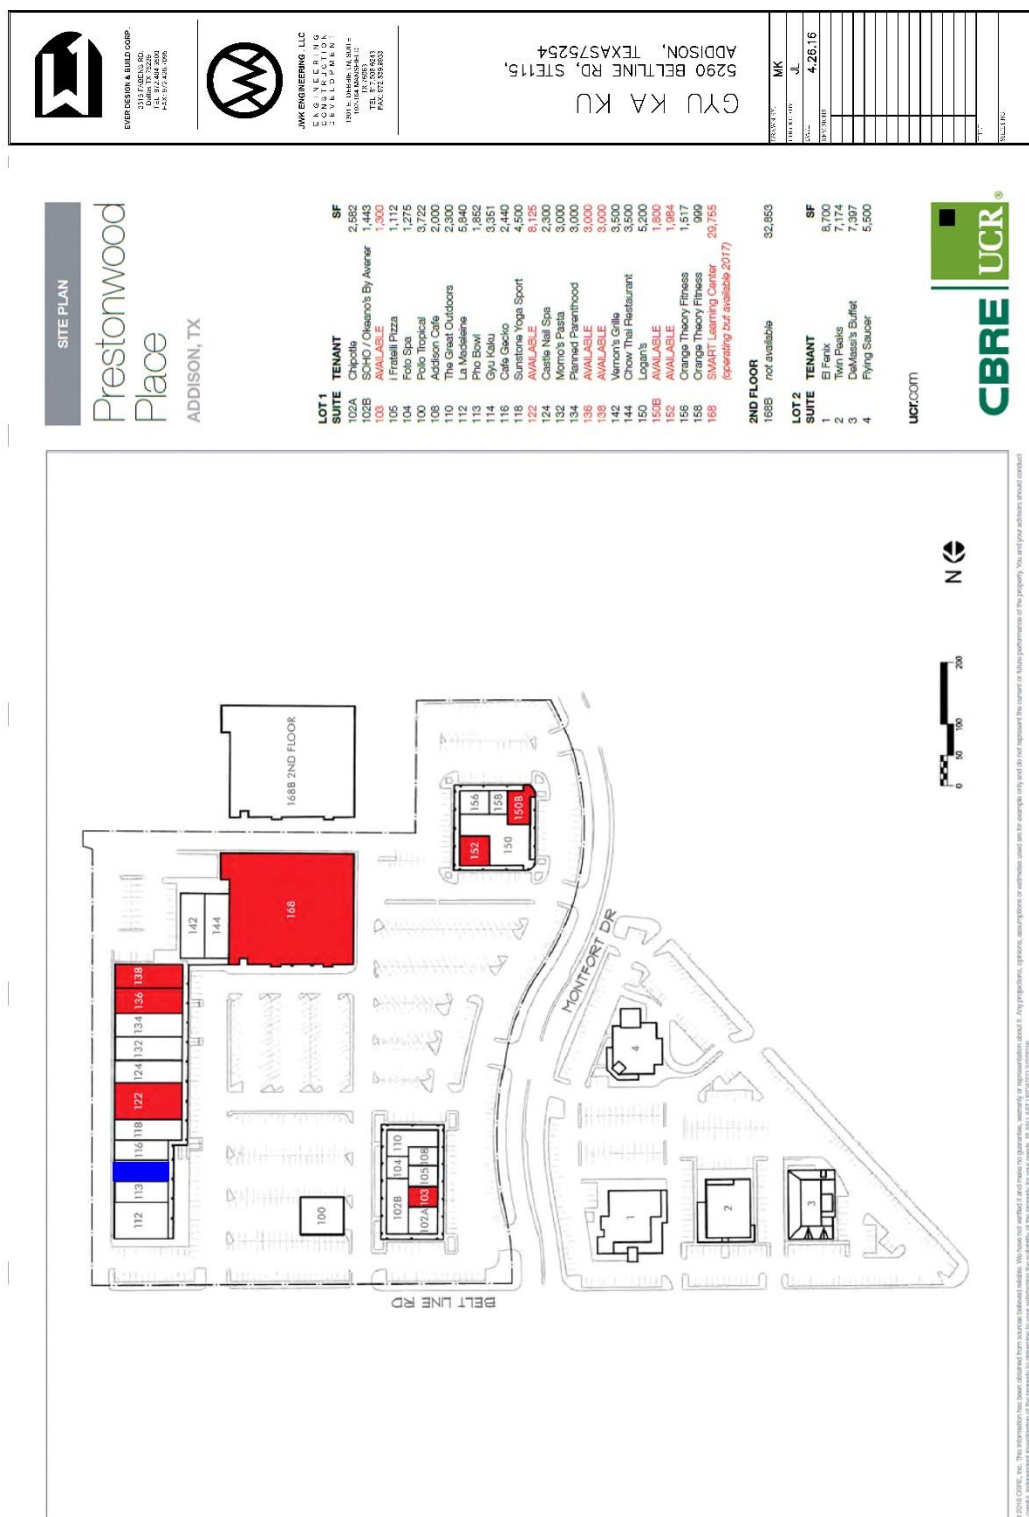 EVER DESIGN & BUILD CORP.
JWK ENGINEERING, LLC
ENGINEERING
CONSTRUCTION
DEVELOPMENT
GYU KA KU
5290 BELTLINE RD, STE115,
ADDISON, TEXAS75254
MK
JL
4.26.16
SITE PLAN
Prestonwood
Place
ADDISON, TX
LOT 1
SUITE TENANT SF
102A Chipotle 2,582
102B SOHO / Okeano's By Avener 1,443
103 AVAILABLE 1,300
105 i Fratelli Pizza 1,112
104 Foto Spa 1,275
100 Pollo Tropical 3,722
108 Addison Cafe 2,000
110 The Great Outdoors 2,300
112 La Madeleine 5,840
113 Pho Bowl 1,852
114 Gyu Kaku 3,351
116 Cafe Gecko 2,440
118 Sunstone Yoga Sport 4,500
122 AVAILABLE 8,125
124 Castle Nail Spa 2,300
132 Momo's Pasta 3,000
134 Planned Parenthood 3,000
136 AVAILABLE 3,000
138 AVAILABLE 3,000
142 Vernon's Grille 3,500
144 Chow Thai Restaurant 3,500
150 Logan's 5,200
150B AVAILABLE 1,800
152 AVAILABLE 1,984
156 Orange Theory Fitness 1,517
158 Orange Theory Fitness 999
168 SMART Learning Center 29,755
(operating but available 2017)
2ND FLOOR
168B not available 32,853
LOT 2
SUITE TENANT SF
1 El Fenix 8,700
2 Twin Peaks 7,174
3 DeMassi's Buffet 7,397
4 Flying Saucer 5,500
ucr.com
CBRE
UCR
112
113
116
118
122
124
132
134
136
138
142
144
168
168B 2ND FLOOR
100
102B
102A
103
104
105
108
110
152
150
150B
156
158
MONTFORT DR
BELT LINE RD
1
2
3
4
N
0 50 100 200